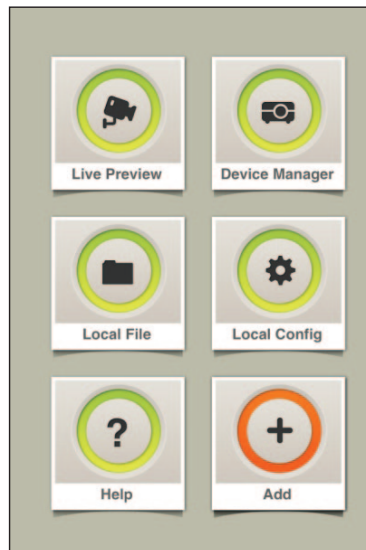 Live Preview
Device Manager
Local File
Local Config
?
Help
Add